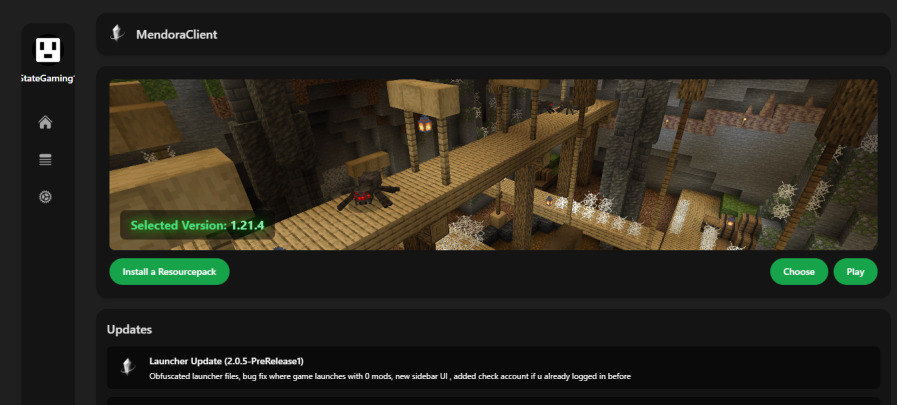 MendoraClient
StateGaming
Selected Version: 1.21.4
Install a Resourcepack
Choose
Play
Updates
Launcher Update (2.0.5-PreRelease1)
Obfuscated launcher files, bug fix where game launches with 0 mods, new sidebar UI , added check account if u already logged in before